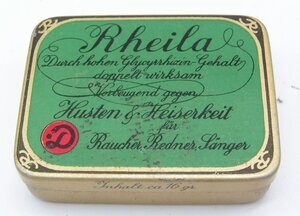 Rheila
Durch hohen Glycyrrhizin-Gehalt
doppelt wirksam
Vorbeugend gegen
Husten & Heiserkeit
für
Raucher, Redner, Sänger
Inhalt ca 16 gr.